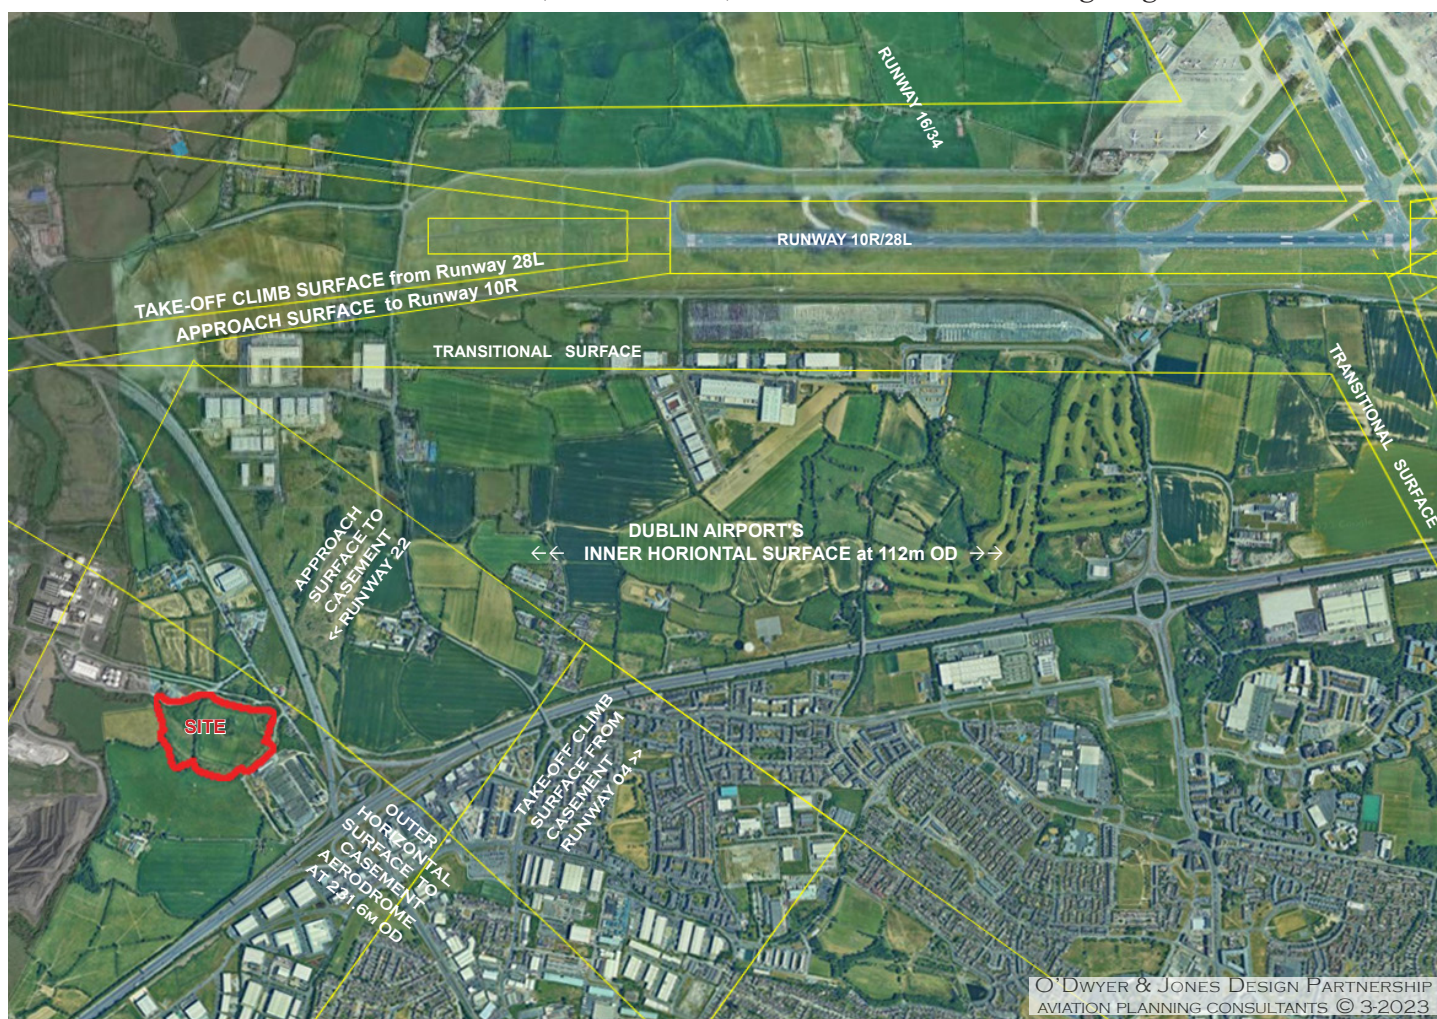 RUNWAY 16/34
RUNWAY 10R/28L
TAKE-OFF CLIMB SURFACE from Runway 28L
APPROACH SURFACE to Runway 10R
TRANSITIONAL SURFACE
TRANSITIONAL SURFACE
DUBLIN AIRPORT'S
←← INNER HORIONTAL SURFACE at 112m OD →→
APPROACH
SURFACE TO
CASEMENT
<< RUNWAY 22
SITE
TAKE-OFF CLIMB
SURFACE FROM
CASEMENT
RUNWAY 04 >>
OUTER
HORIZONTAL
SURFACE TO
CASEMENT
AERODROME
AT 231.6M OD
O'DWYER & JONES DESIGN PARTNERSHIP
AVIATION PLANNING CONSULTANTS © 3-2023